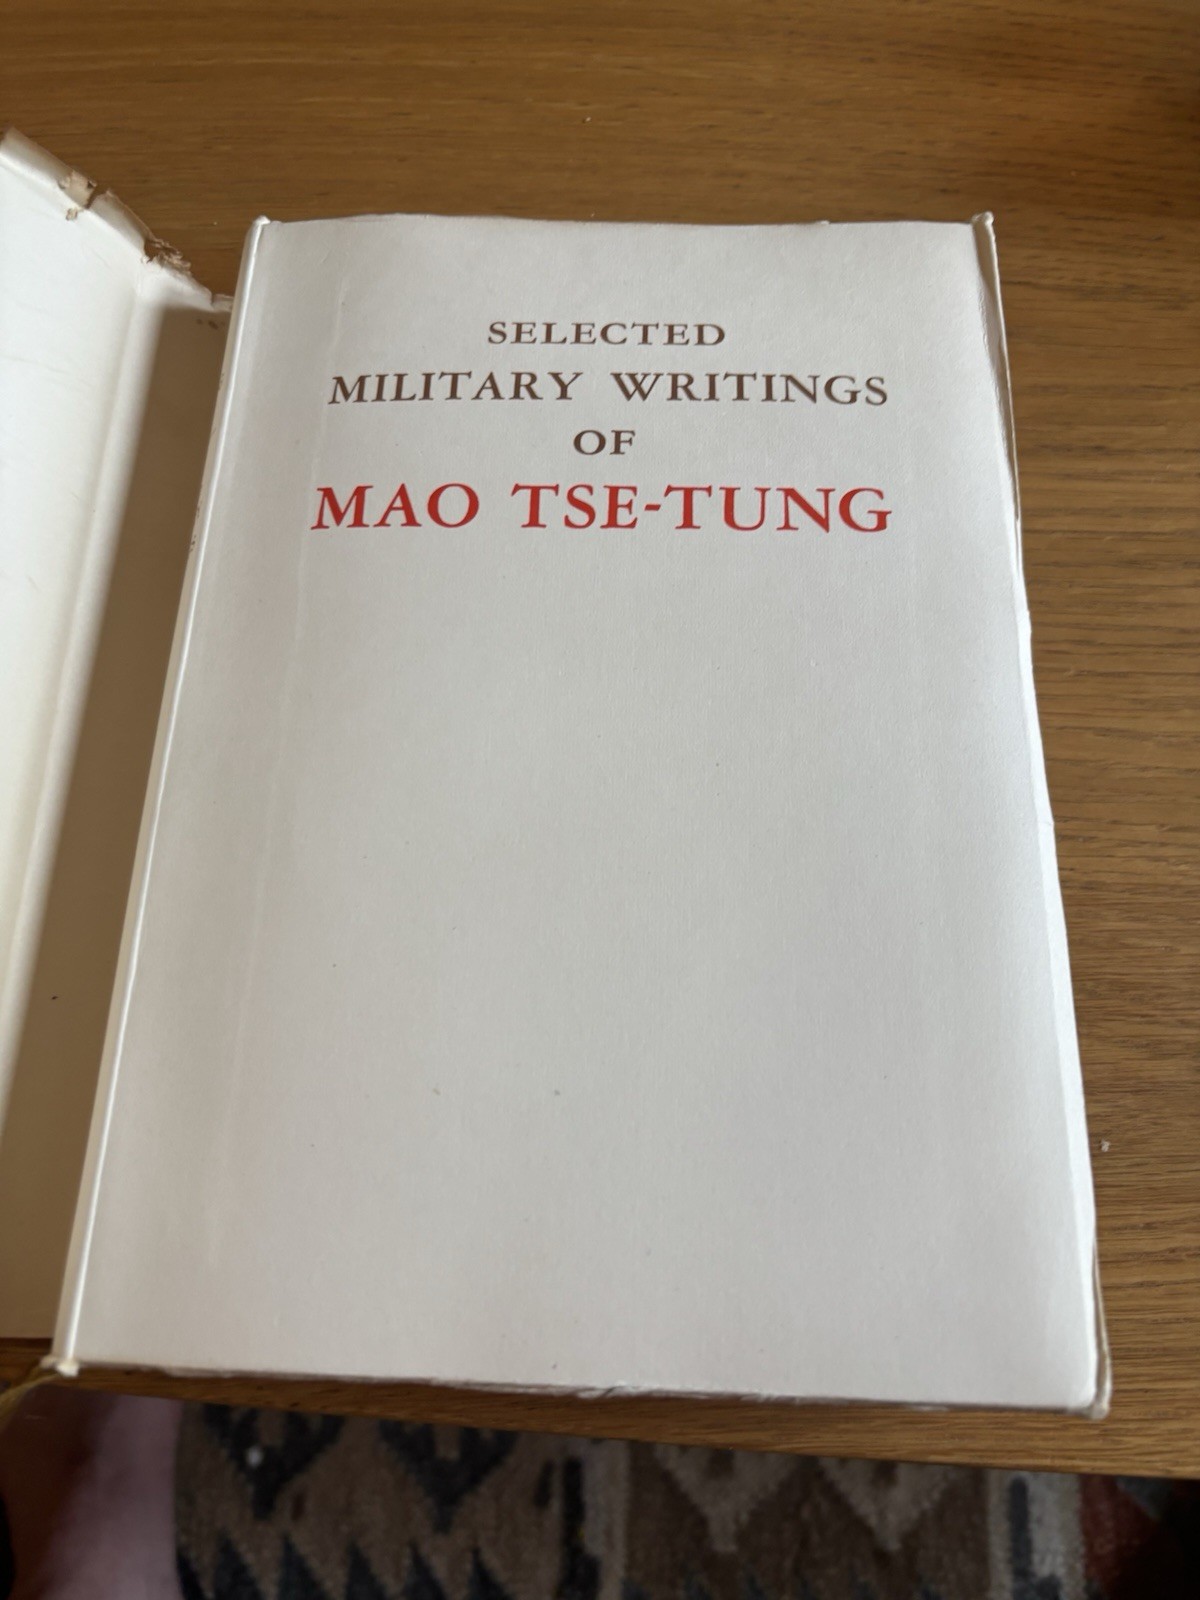 SELECTED
MILITARY WRITINGS
OF
MAO TSE-TUNG